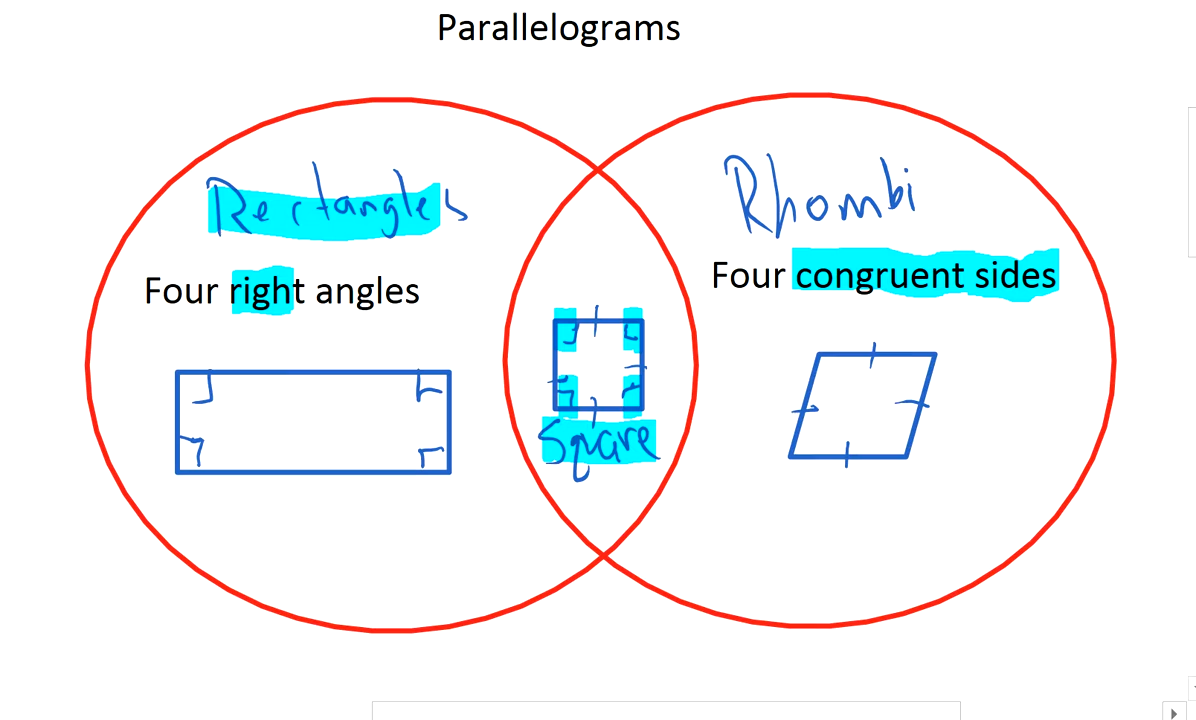 Parallelograms
Rectangles
Four right angles
Square
Rhombi
Four congruent sides